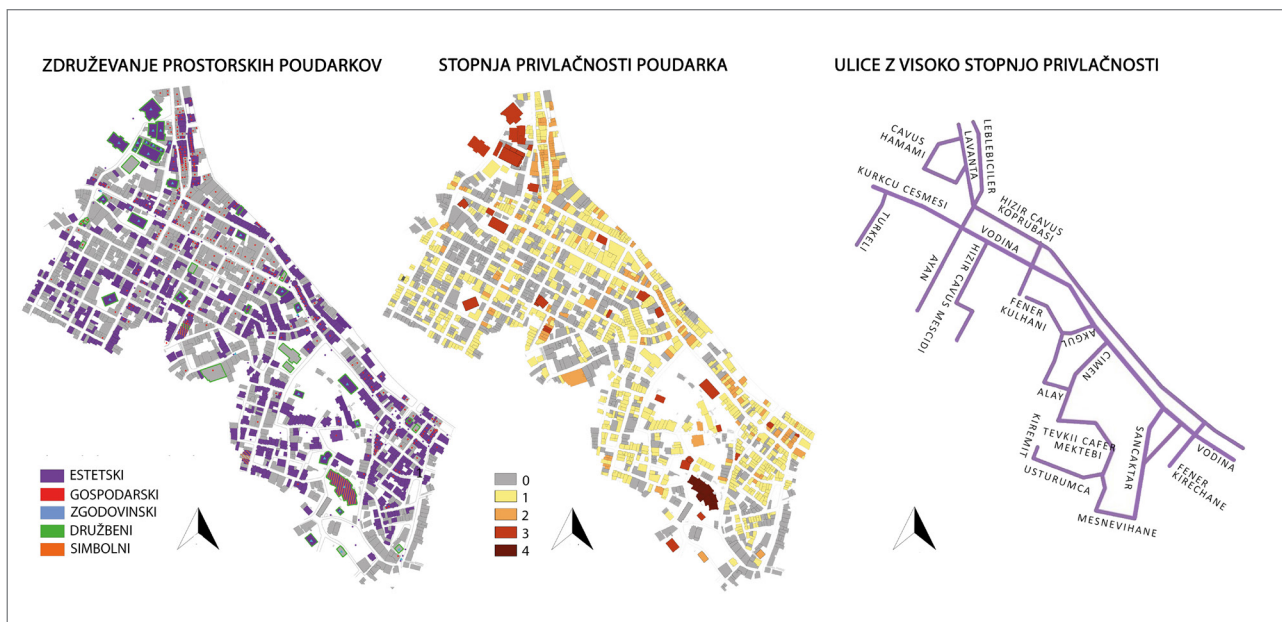 ZDRUŽEVANJE PROSTORSKIH POUDARKOV
ESTETSKI
GOSPODARSKI
ZGODOVINSKI
DRUŽBENI
SIMBOLNI
STOPNJA PRIVLAČNOSTI POUDARKA
0
1
2
3
4
ULICE Z VISOKO STOPNJO PRIVLAČNOSTI
CAVUS
HAMAMI
LAVANTA
LEBLEBICILER
KURKCU CESMESI
HIZIR CAVUS
KOPRUBASI
TURKELI
VODINA
AYAN
HIZIR CAVUS MESCIDI
FENER
KULHANI
AKGUL
CIMEN
ALAY
KIREMIT
TEVKII CAFER
MEKTEBI
SANCAKTAR
USTURUMCA
VODINA
FENER
KIRECHANE
MESNEVIHANE